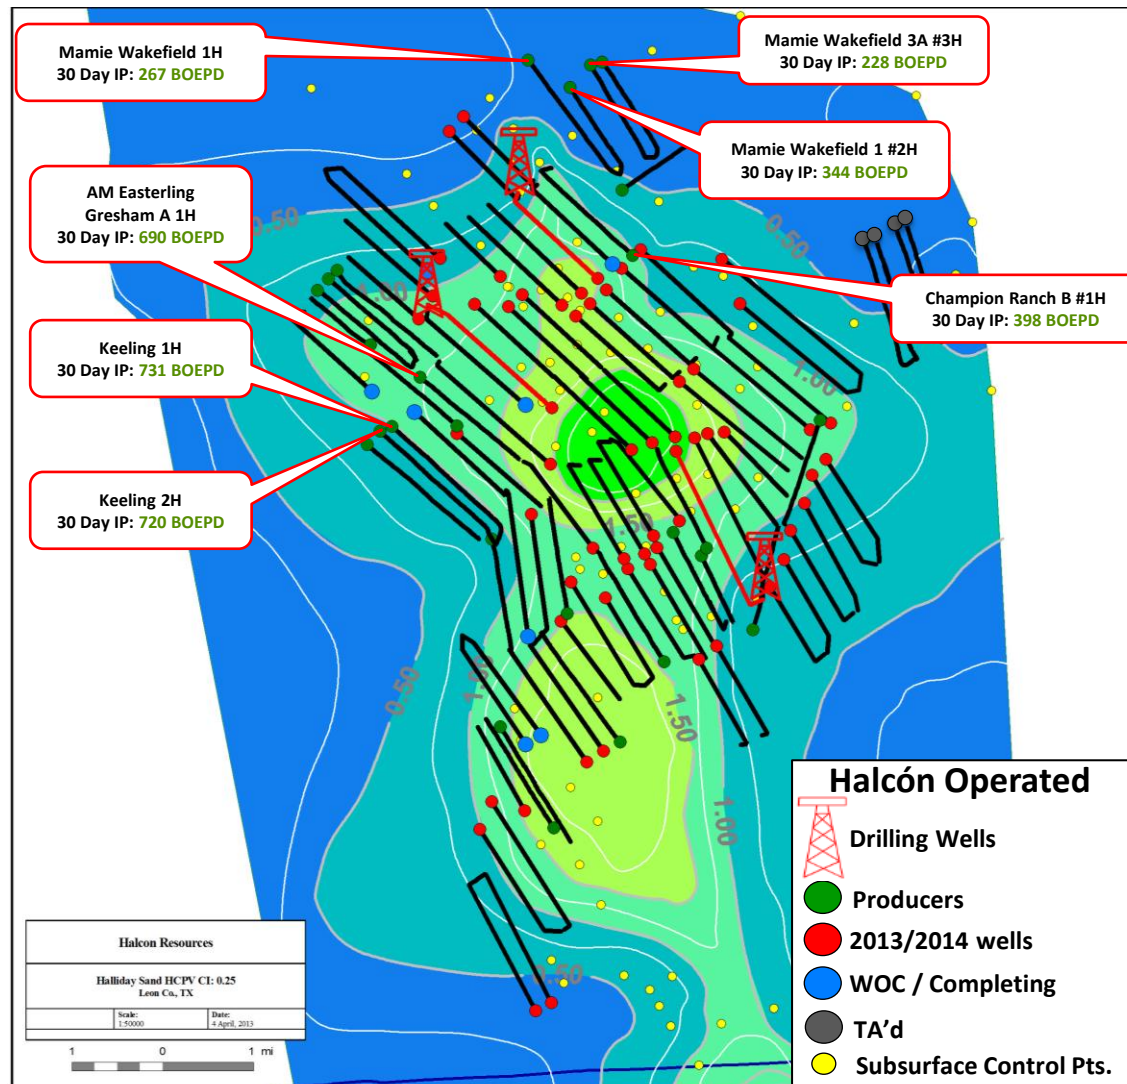 Mamie Wakefield 1H
30 Day IP: 267 BOEPD
Mamie Wakefield 3A #3H
30 Day IP: 228 BOEPD
Mamie Wakefield 1 #2H
30 Day IP: 344 BOEPD
AM Easterling
Gresham A 1H
30 Day IP: 690 BOEPD
Champion Ranch B #1H
30 Day IP: 398 BOEPD
Keeling 1H
30 Day IP: 731 BOEPD
Keeling 2H
30 Day IP: 720 BOEPD
0.50
0.50
1.00
1.00
1.50
0.50
1.00
1.50
1.00
0.50
Halcón Operated
Drilling Wells
Producers
2013/2014 wells
WOC / Completing
TA'd
Subsurface Control Pts.
Halcon Resources
Halliday Sand HCPV CI: 0.25
Leon Co., TX
Scale:
1:50000
Date:
4 April, 2013
1 0 1 mi